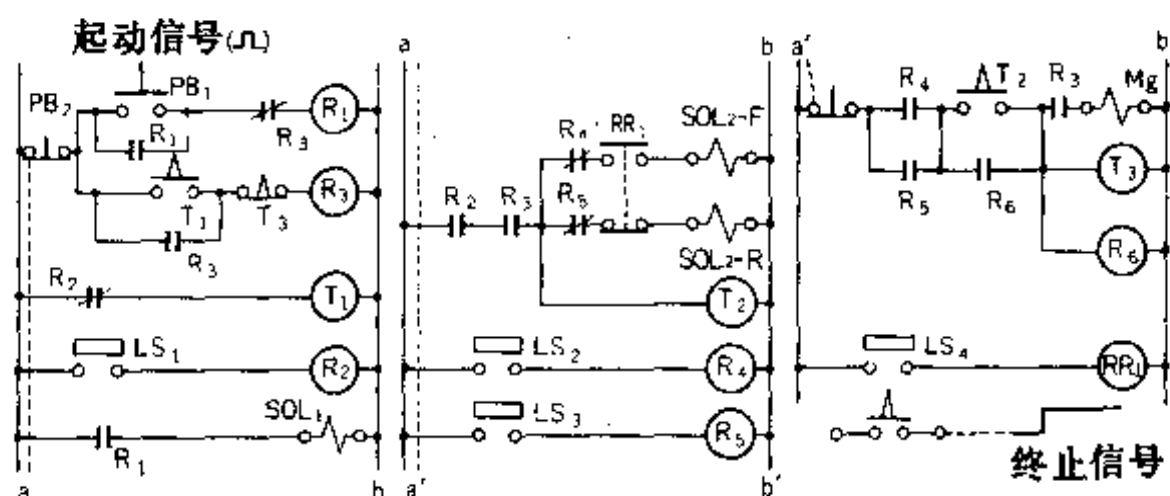 起动信号(⎍)
PB₁
PB₂
R₃
R₁
R₁
T₁
T₃
R₃
R₃
R₂
T₁
LS₁
R₂
SOL₁
R₁
a
b
a
b
R₄
RR₁
SOL₂-F
R₂
R₃
R₅
SOL₂-R
T₂
LS₂
R₄
LS₃
R₅
a′
b′
a′
b
R₄
T₂
R₃
Mg
R₅
R₆
T₃
R₆
LS₄
RR₁
终止信号